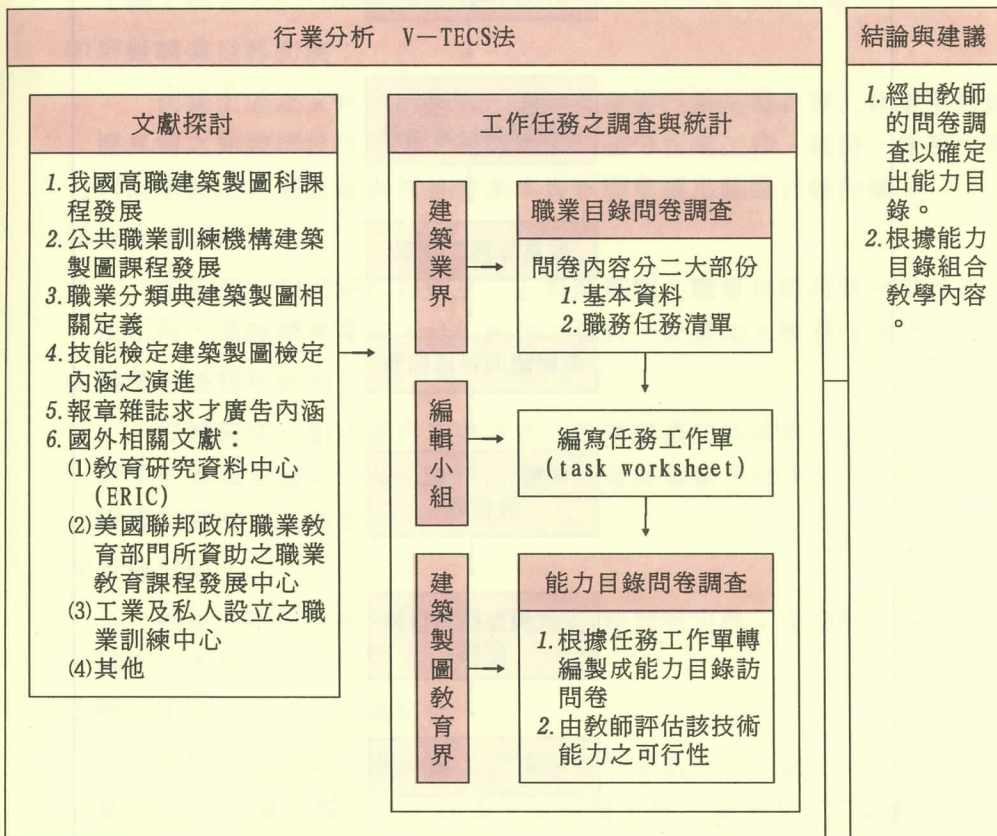 行業分析 V－TECS法
文獻探討
1.我國高職建築製圖科課
程發展
2.公共職業訓練機構建築
製圖課程發展
3.職業分類典建築製圖相
關定義
4.技能檢定建築製圖檢定
內涵之演進
5.報章雜誌求才廣告內涵
6.國外相關文獻：
⑴教育研究資料中心
(ERIC)
⑵美國聯邦政府職業教
育部門所資助之職業
教育課程發展中心
⑶工業及私人設立之職
業訓練中心
⑷其他
工作任務之調查與統計
建築業界
職業目錄問卷調查
問卷內容分二大部份
1.基本資料
2.職務任務清單
編輯小組
編寫任務工作單
(task worksheet)
建築製圖教育界
能力目錄問卷調查
1.根據任務工作單轉
編製成能力目錄訪
問卷
2.由教師評估該技術
能力之可行性
結論與建議
1.經由教師
的問卷調
查以確定
出能力目
錄。
2.根據能力
目錄組合
教學內容
。